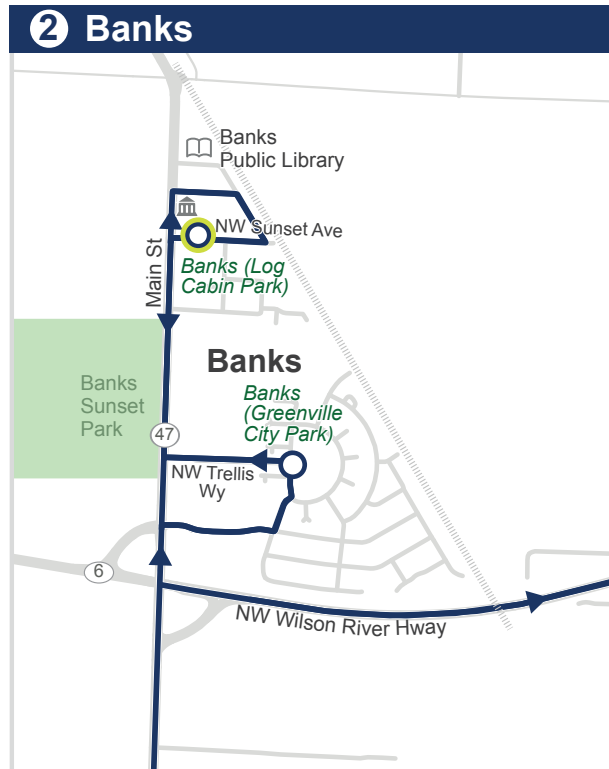 2 Banks
Banks
Public Library
NW Sunset Ave
Main St
Banks (Log
Cabin Park)
Banks
Banks
Sunset
Park
Banks
(Greenville
City Park)
47
NW Trellis
Wy
6
NW Wilson River Hway